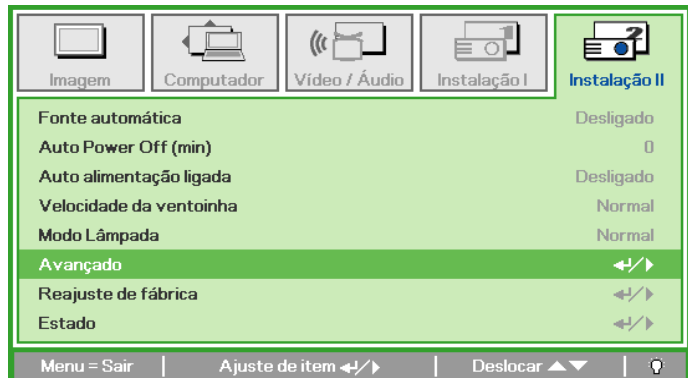 Imagem Computador Vídeo / Áudio Instalação I Instalação II
Fonte automática Desligado
Auto Power Off (min) 0
Auto alimentação ligada Desligado
Velocidade da ventoinha Normal
Modo Lâmpada Normal
Avançado
Reajuste de fábrica
Estado
Menu = Sair Ajuste de item Deslocar